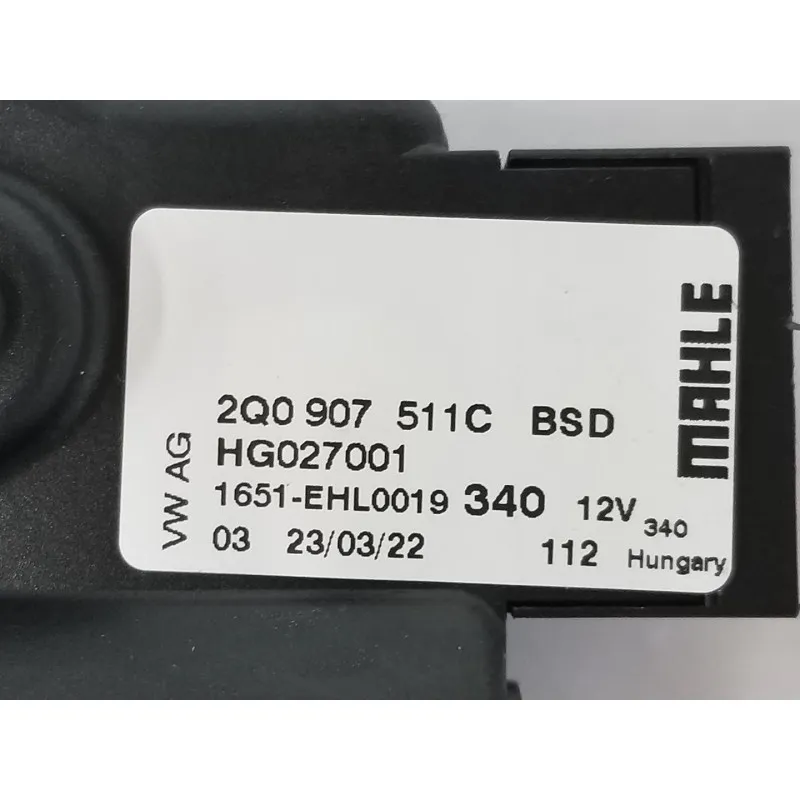 2Q0 907 511C BSD
HG027001
1651-EHL0019 340 12V 340
03 23/03/22 112 Hungary
VW AG
MAHLE